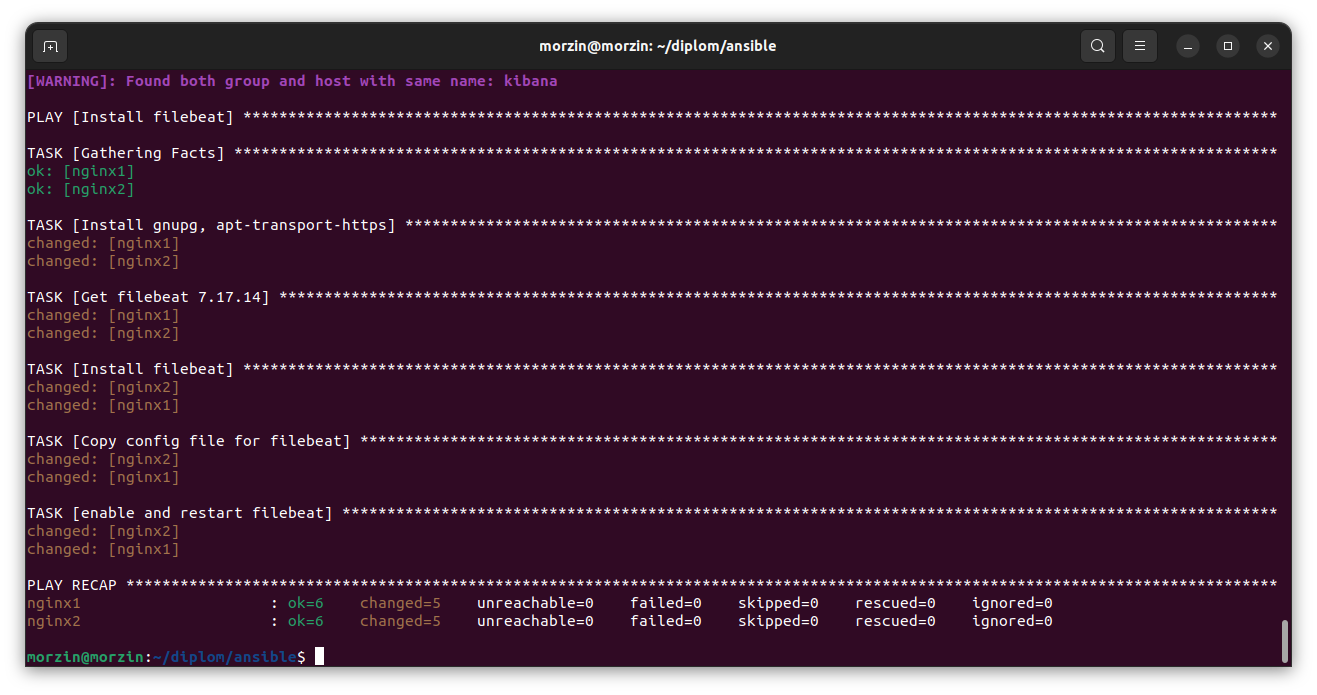 morzin@morzin: ~/diplom/ansible
[WARNING]: Found both group and host with same name: kibana
PLAY [Install filebeat] *******************************************************************************************************************
TASK [Gathering Facts] ********************************************************************************************************************
ok: [nginx1]
ok: [nginx2]
TASK [Install gnupg, apt-transport-https] *************************************************************************************************
changed: [nginx1]
changed: [nginx2]
TASK [Get filebeat 7.17.14] ***************************************************************************************************************
changed: [nginx1]
changed: [nginx2]
TASK [Install filebeat] *******************************************************************************************************************
changed: [nginx2]
changed: [nginx1]
TASK [Copy config file for filebeat] ******************************************************************************************************
changed: [nginx2]
changed: [nginx1]
TASK [enable and restart filebeat] ********************************************************************************************************
changed: [nginx2]
changed: [nginx1]
PLAY RECAP ********************************************************************************************************************************
nginx1                     : ok=6    changed=5    unreachable=0    failed=0    skipped=0    rescued=0    ignored=0
nginx2                     : ok=6    changed=5    unreachable=0    failed=0    skipped=0    rescued=0    ignored=0
morzin@morzin:~/diplom/ansible$